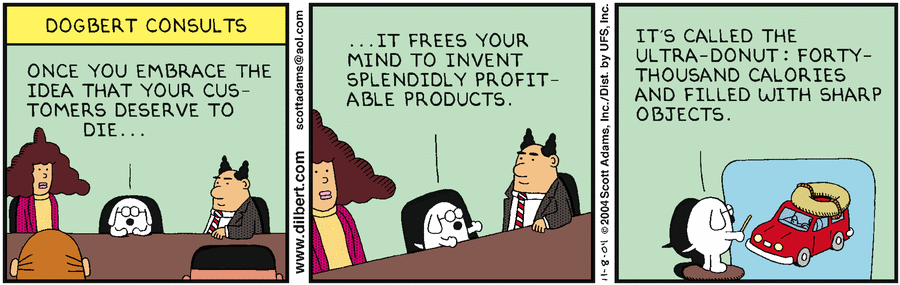 DOGBERT CONSULTS
ONCE YOU EMBRACE THE
IDEA THAT YOUR CUS-
TOMERS DESERVE TO
DIE...
scottadams@aol.com
www.dilbert.com
...IT FREES YOUR
MIND TO INVENT
SPLENDIDLY PROFIT-
ABLE PRODUCTS.
11-8-04 © 2004 Scott Adams, Inc./Dist. by UFS, Inc.
IT'S CALLED THE
ULTRA-DONUT: FORTY-
THOUSAND CALORIES
AND FILLED WITH SHARP
OBJECTS.